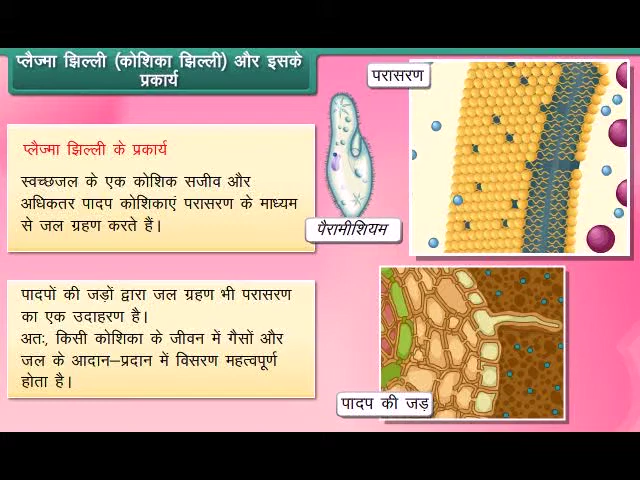 प्लैज्मा झिल्ली (कोशिका झिल्ली) और इसके
प्रकार्य
परासरण
प्लैज्मा झिल्ली के प्रकार्य
स्वच्छजल के एक कोशिक सजीव और
अधिकतर पादप कोशिकाएं परासरण के माध्यम
से जल ग्रहण करते हैं।
पैरामीशियम
पादपों की जड़ों द्वारा जल ग्रहण भी परासरण
का एक उदाहरण है।
अतः, किसी कोशिका के जीवन में गैसों और
जल के आदान–प्रदान में विसरण महत्वपूर्ण
होता है।
पादप की जड़